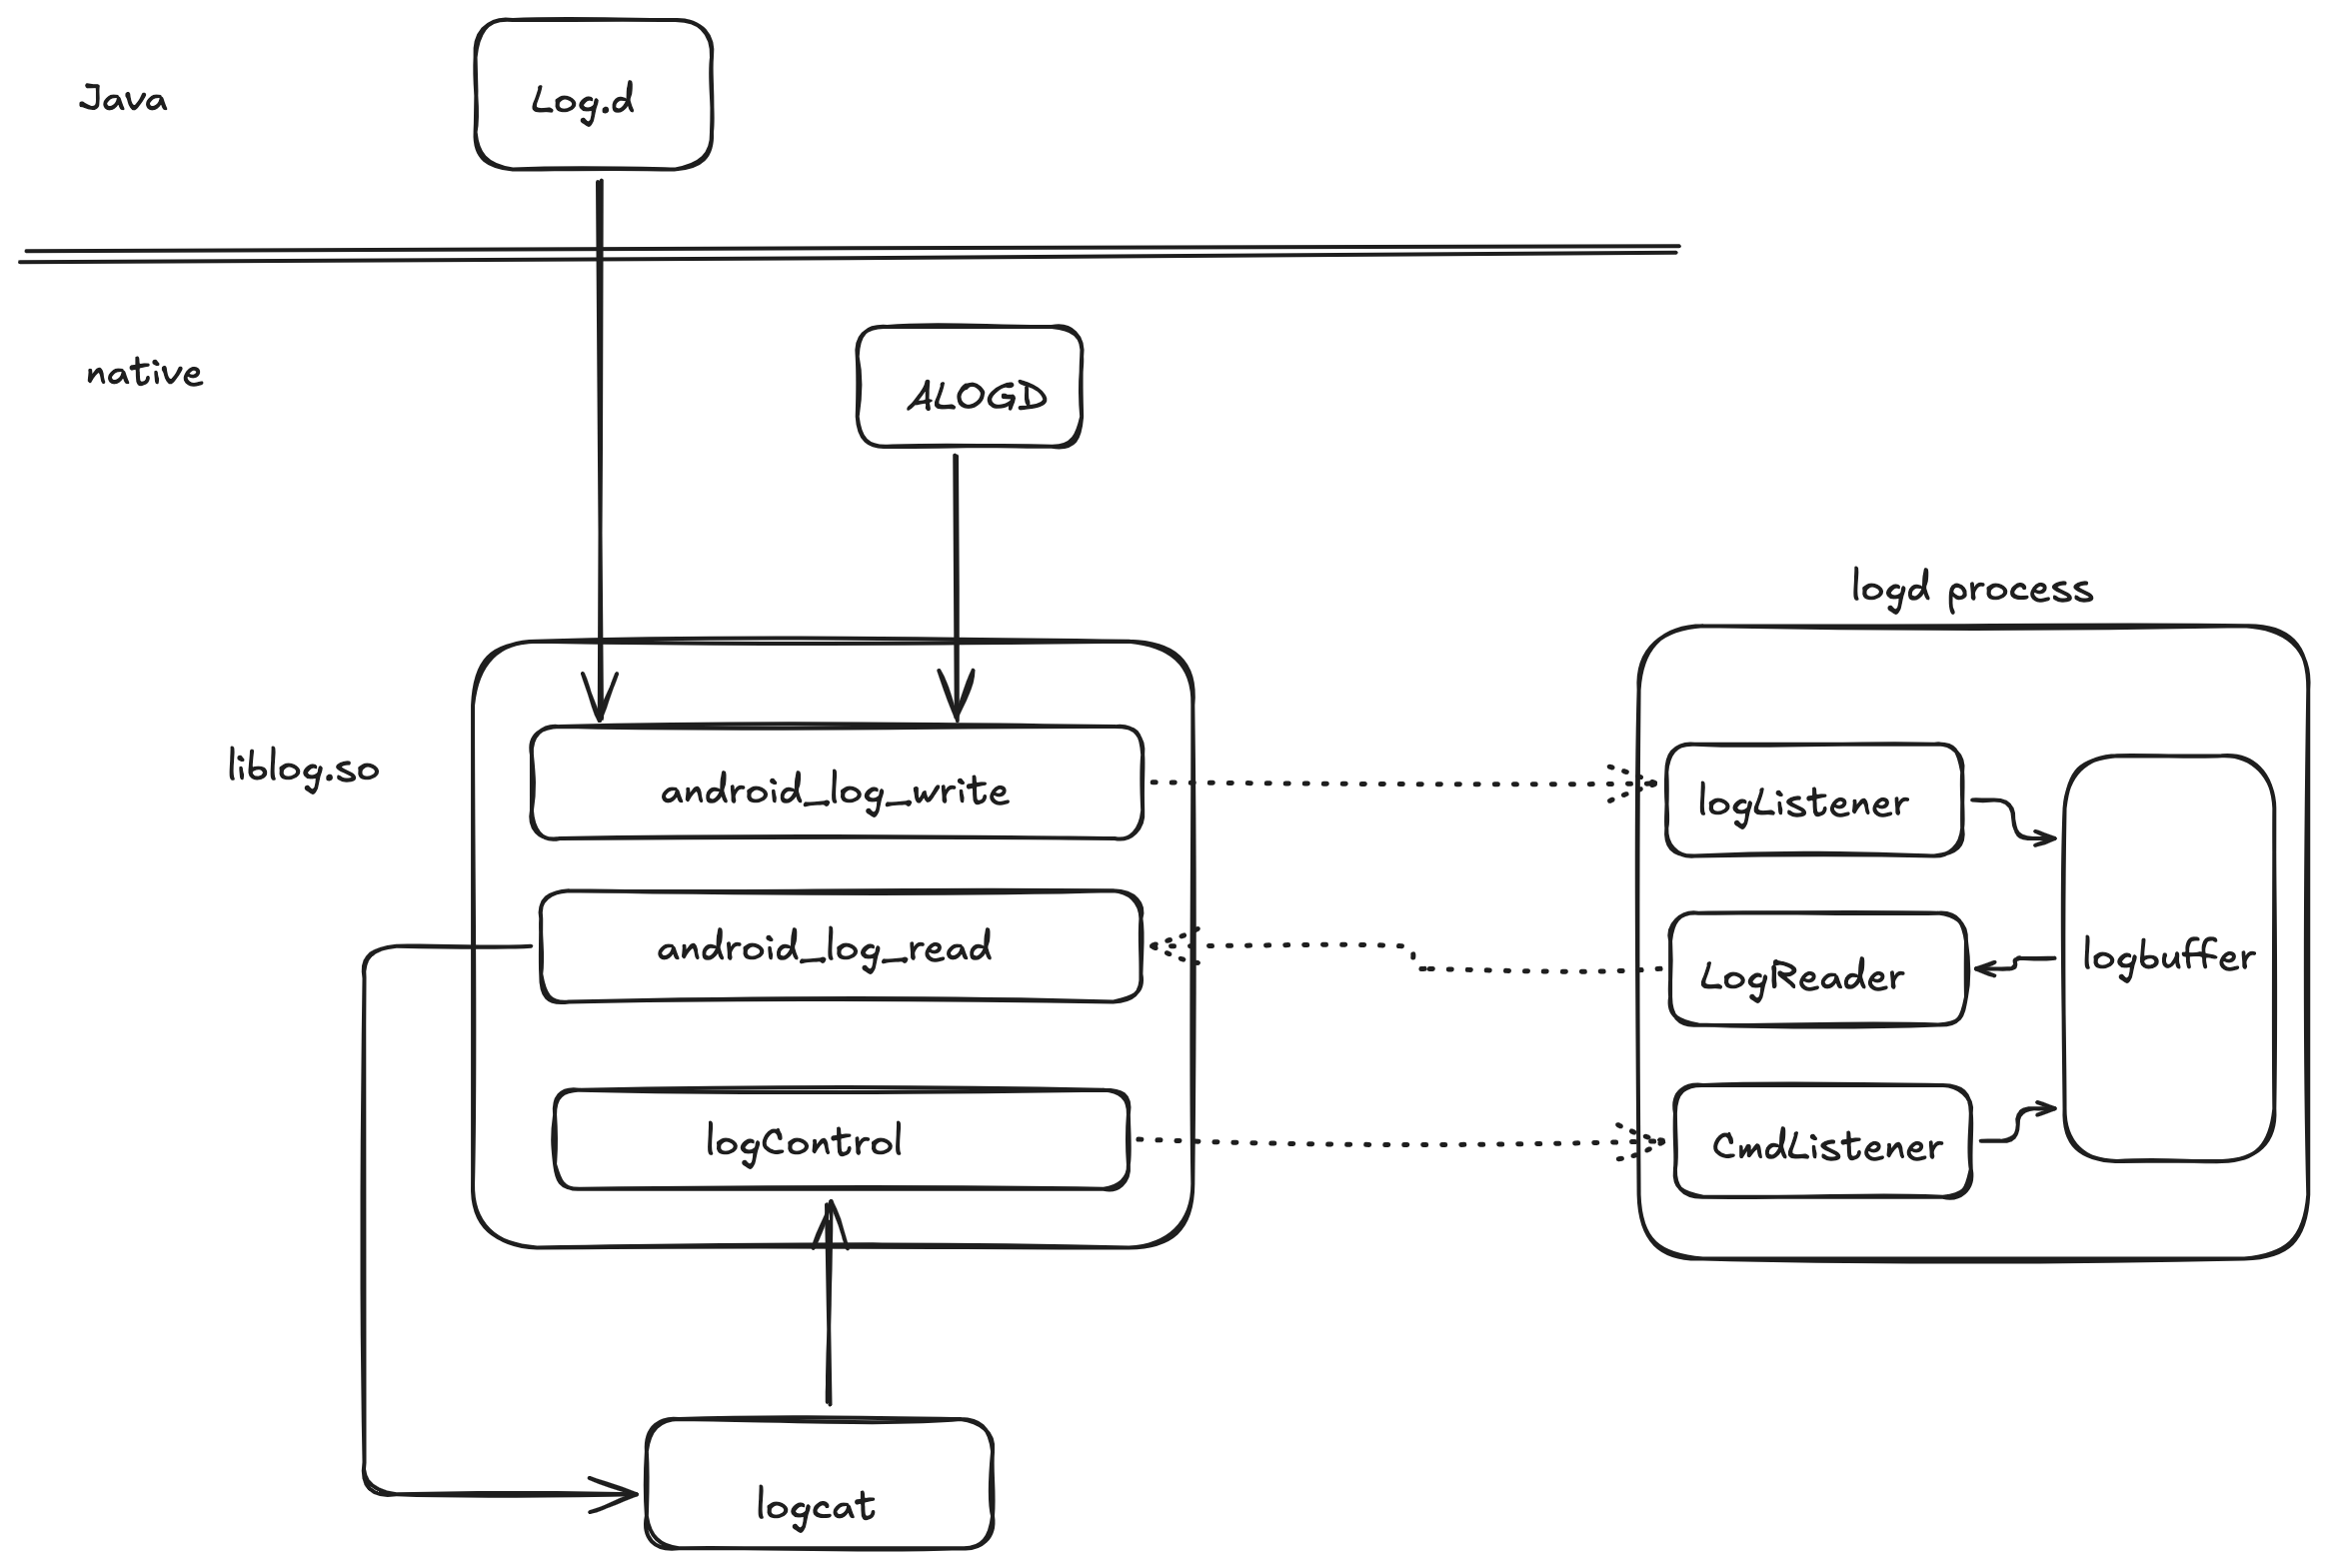 Java
Log.d
native
ALOGD
logd process
liblog.so
android_log_write
logListener
android_log_read
LogReader
logbuffer
logControl
CmdListener
logcat